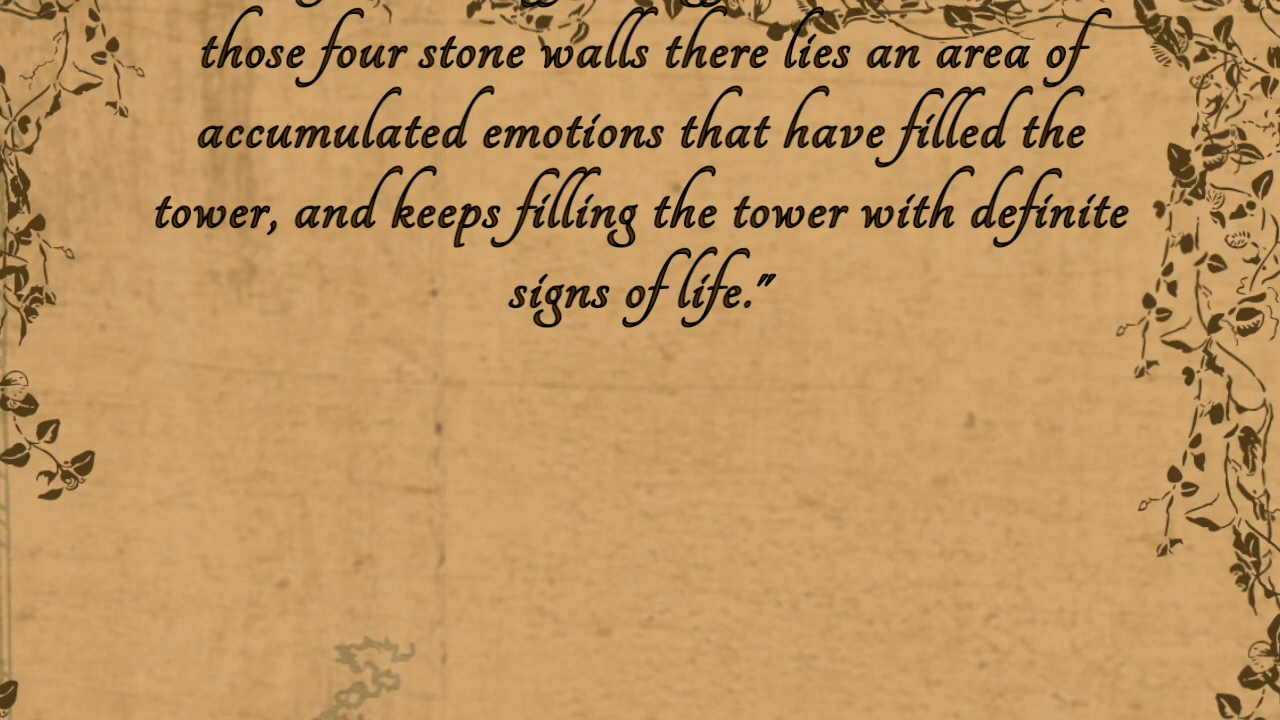 those four stone walls there lies an area of
accumulated emotions that have filled the
tower, and keeps filling the tower with definite
signs of life."